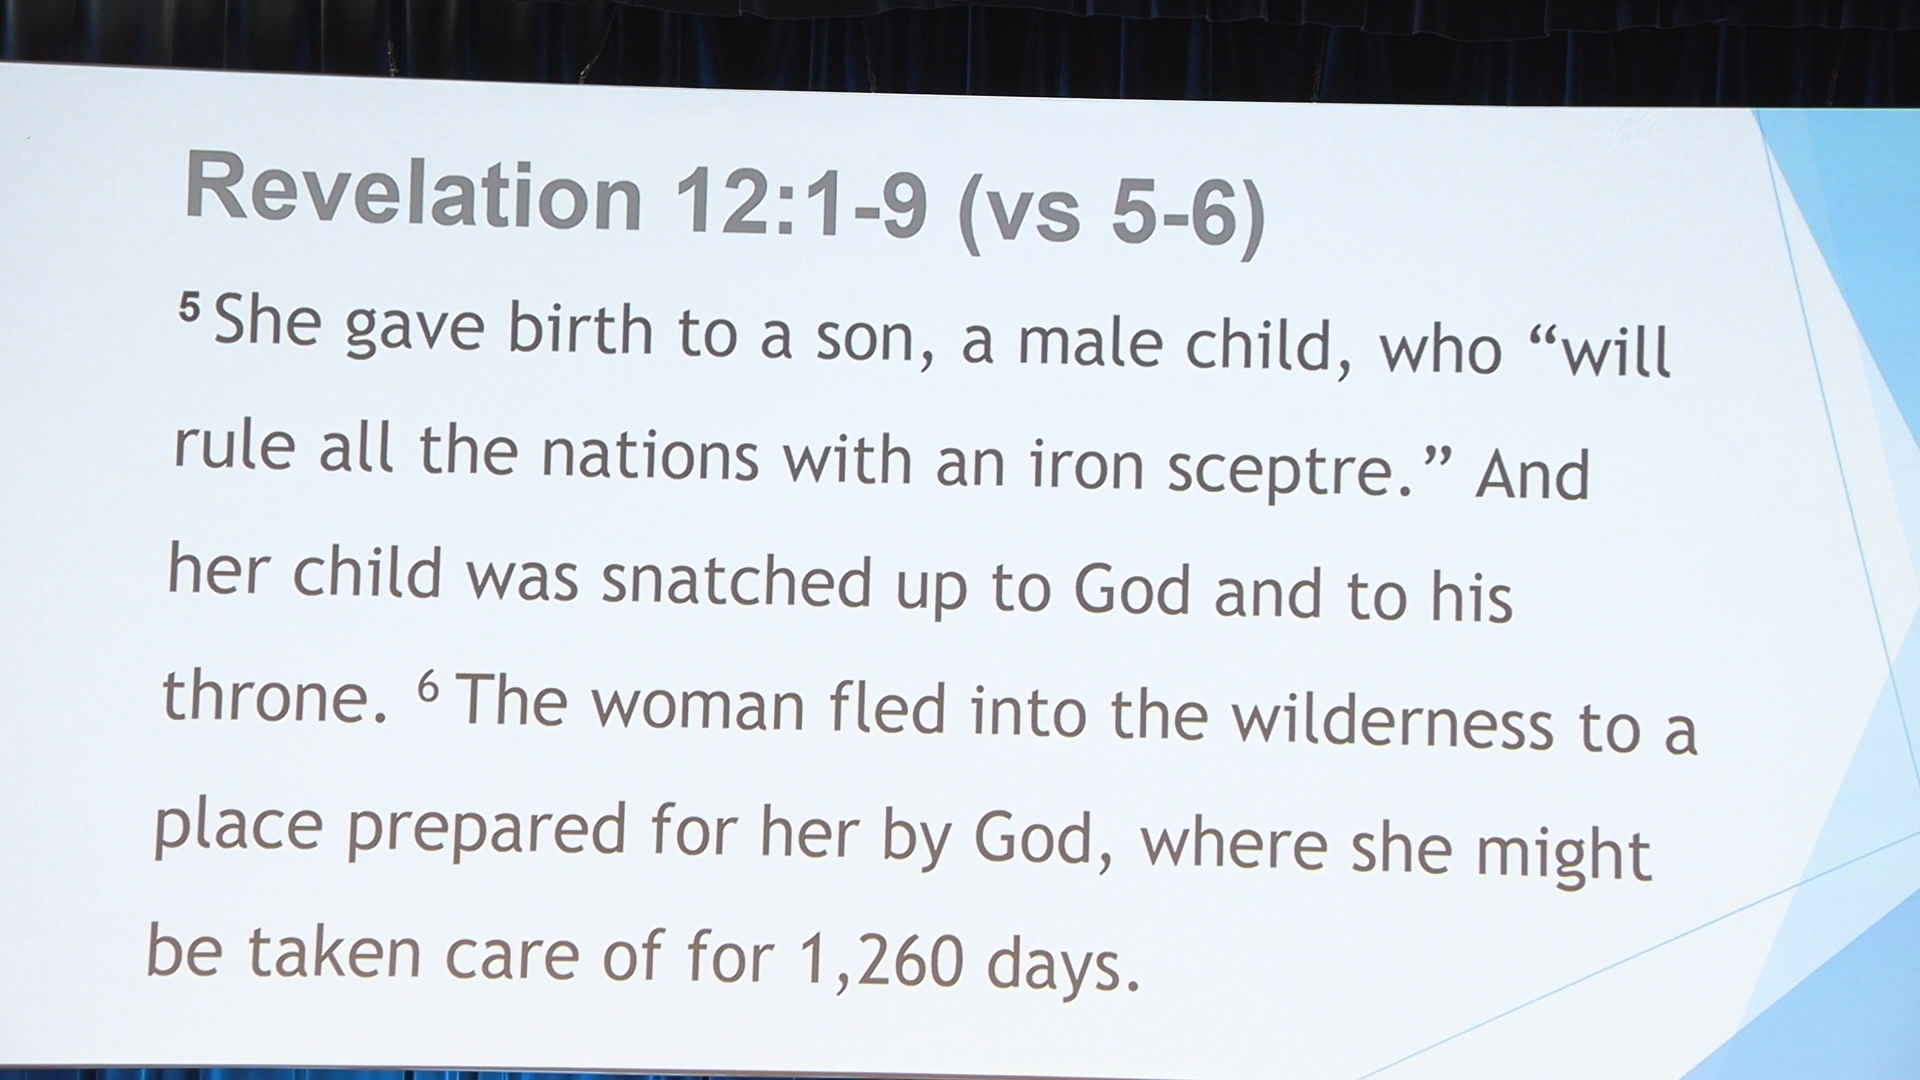 Revelation 12:1-9 (vs 5-6)
⁵ She gave birth to a son, a male child, who “will
rule all the nations with an iron sceptre.” And
her child was snatched up to God and to his
throne. ⁶ The woman fled into the wilderness to a
place prepared for her by God, where she might
be taken care of for 1,260 days.